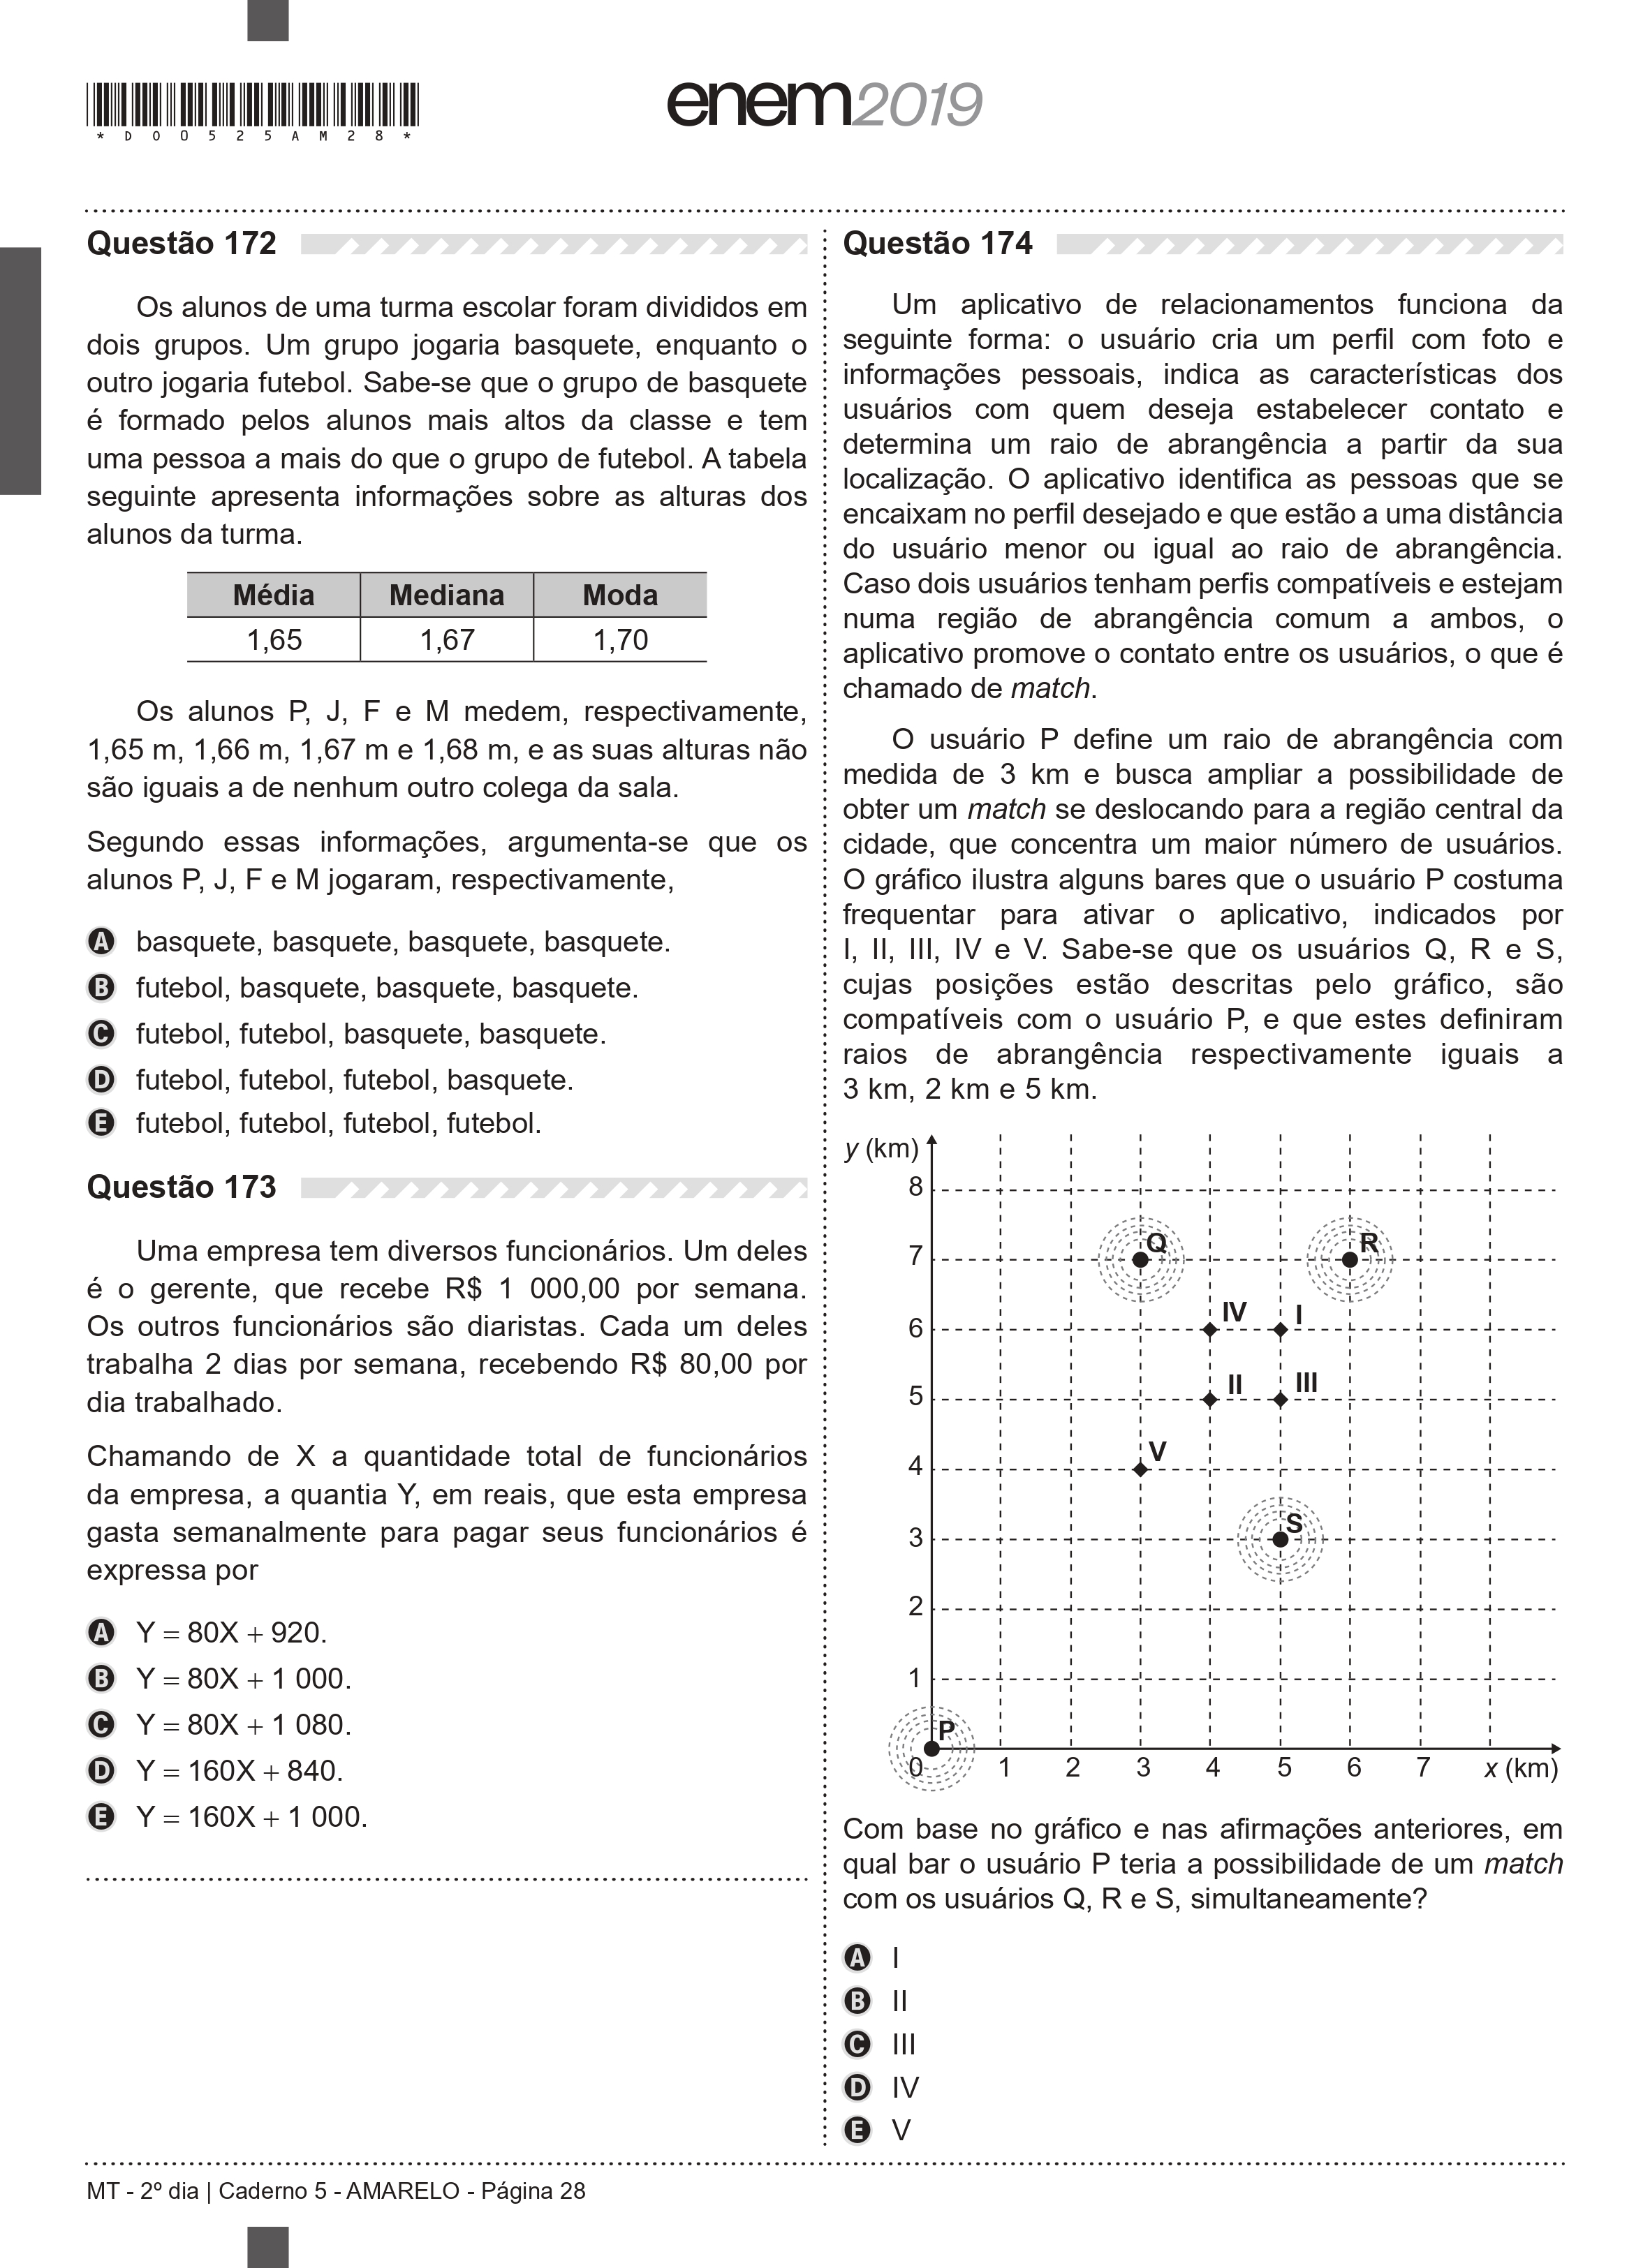 *DO0525AM28*
enem2019
Questão 172
Os alunos de uma turma escolar foram divididos em
dois grupos. Um grupo jogaria basquete, enquanto o
outro jogaria futebol. Sabe-se que o grupo de basquete
é formado pelos alunos mais altos da classe e tem
uma pessoa a mais do que o grupo de futebol. A tabela
seguinte apresenta informações sobre as alturas dos
alunos da turma.
Média Mediana Moda
1,65 1,67 1,70
Os alunos P, J, F e M medem, respectivamente,
1,65 m, 1,66 m, 1,67 m e 1,68 m, e as suas alturas não
são iguais a de nenhum outro colega da sala.
Segundo essas informações, argumenta-se que os
alunos P, J, F e M jogaram, respectivamente,
A basquete, basquete, basquete, basquete.
B futebol, basquete, basquete, basquete.
C futebol, futebol, basquete, basquete.
D futebol, futebol, futebol, basquete.
E futebol, futebol, futebol, futebol.
Questão 173
Uma empresa tem diversos funcionários. Um deles
é o gerente, que recebe R$ 1 000,00 por semana.
Os outros funcionários são diaristas. Cada um deles
trabalha 2 dias por semana, recebendo R$ 80,00 por
dia trabalhado.
Chamando de X a quantidade total de funcionários
da empresa, a quantia Y, em reais, que esta empresa
gasta semanalmente para pagar seus funcionários é
expressa por
A Y = 80X + 920.
B Y = 80X + 1 000.
C Y = 80X + 1 080.
D Y = 160X + 840.
E Y = 160X + 1 000.
Questão 174
Um aplicativo de relacionamentos funciona da
seguinte forma: o usuário cria um perfil com foto e
informações pessoais, indica as características dos
usuários com quem deseja estabelecer contato e
determina um raio de abrangência a partir da sua
localização. O aplicativo identifica as pessoas que se
encaixam no perfil desejado e que estão a uma distância
do usuário menor ou igual ao raio de abrangência.
Caso dois usuários tenham perfis compatíveis e estejam
numa região de abrangência comum a ambos, o
aplicativo promove o contato entre os usuários, o que é
chamado de match.
O usuário P define um raio de abrangência com
medida de 3 km e busca ampliar a possibilidade de
obter um match se deslocando para a região central da
cidade, que concentra um maior número de usuários.
O gráfico ilustra alguns bares que o usuário P costuma
frequentar para ativar o aplicativo, indicados por
I, II, III, IV e V. Sabe-se que os usuários Q, R e S,
cujas posições estão descritas pelo gráfico, são
compatíveis com o usuário P, e que estes definiram
raios de abrangência respectivamente iguais a
3 km, 2 km e 5 km.
y (km)
8
Q R
7
IV I
6
II III
5
V
4
S
3
2
1
P
0 1 2 3 4 5 6 7 x (km)
Com base no gráfico e nas afirmações anteriores, em
qual bar o usuário P teria a possibilidade de um match
com os usuários Q, R e S, simultaneamente?
A I
B II
C III
D IV
E V
MT - 2º dia | Caderno 5 - AMARELO - Página 28